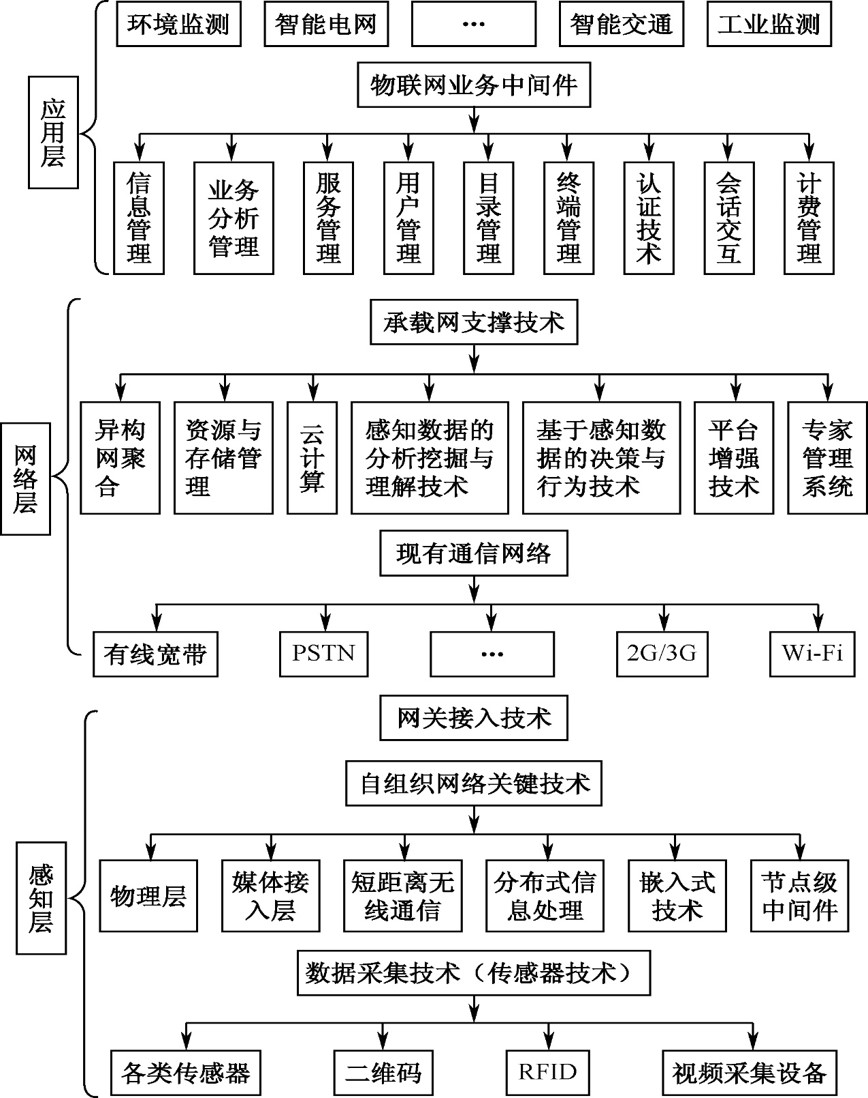 环境监测
智能电网
…
智能交通
工业监测
应用层
物联网业务中间件
信息管理
业务
分析
管理
服务管理
用户管理
目录管理
终端管理
认证技术
会话交互
计费管理
网络层
承载网支撑技术
异构
网聚
合
资源与
存储管
理
云计算
感知数据的
分析挖掘与
理解技术
基于感知数
据的决策与
行为技术
平台
增强
技术
专家
管理
系统
现有通信网络
有线宽带
PSTN
…
2G/3G
Wi-Fi
感知层
网关接入技术
自组织网络关键技术
物理层
媒体接
入层
短距离无
线通信
分布式信
息处理
嵌入式
技术
节点级
中间件
数据采集技术（传感器技术）
各类传感器
二维码
RFID
视频采集设备